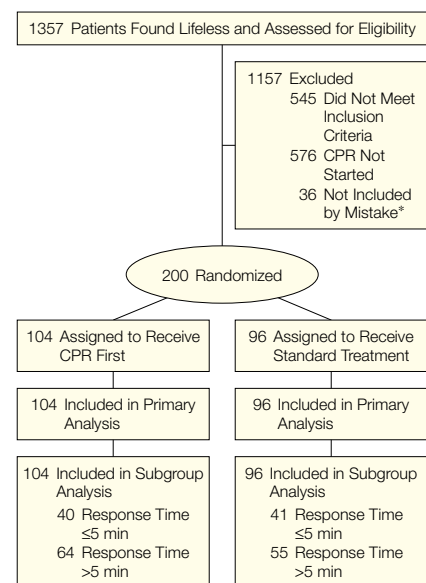 1357 Patients Found Lifeless and Assessed for Eligibility
1157 Excluded
545 Did Not Meet
Inclusion
Criteria
576 CPR Not
Started
36 Not Included
by Mistake*
200 Randomized
104 Assigned to Receive
CPR First
96 Assigned to Receive
Standard Treatment
104 Included in Primary
Analysis
96 Included in Primary
Analysis
104 Included in Subgroup
Analysis
40 Response Time
≤5 min
64 Response Time
>5 min
96 Included in Subgroup
Analysis
41 Response Time
≤5 min
55 Response Time
>5 min